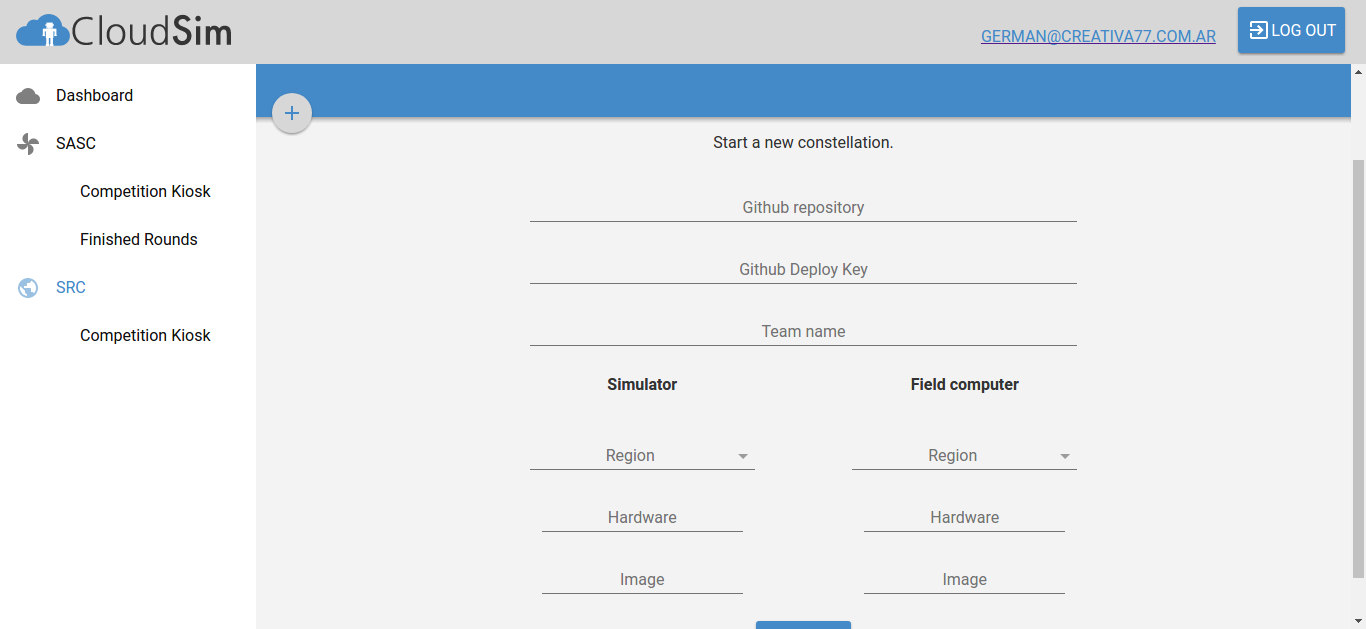 CloudSim
GERMAN@CREATIVA77.COM.AR
LOG OUT
Dashboard
SASC
Competition Kiosk
Finished Rounds
SRC
Competition Kiosk
+
Start a new constellation.
Github repository
Github Deploy Key
Team name
Simulator Field computer
Region Region
Hardware Hardware
Image Image